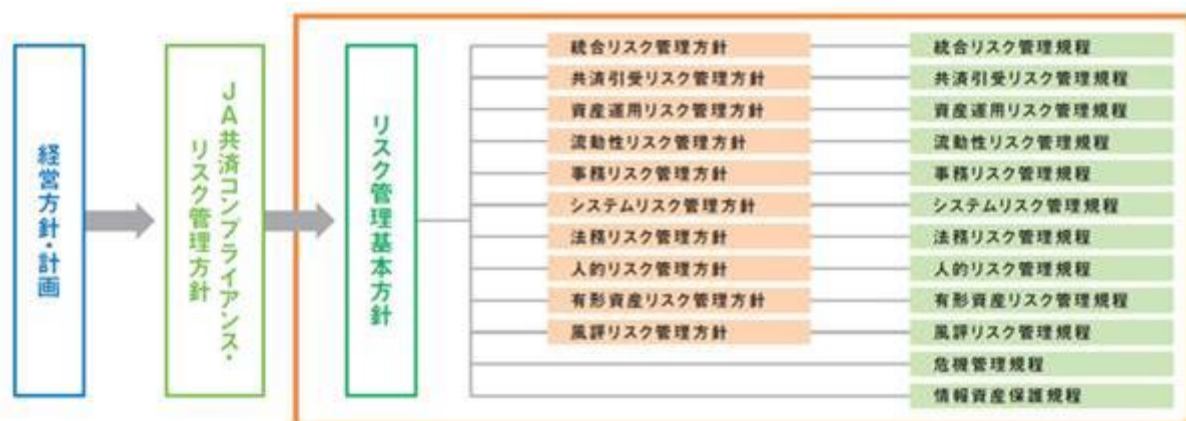 経営方針・計画
JA共済コンプライアンス・
リスク管理方針
リスク管理基本方針
統合リスク管理方針
統合リスク管理規程
共済引受リスク管理方針
共済引受リスク管理規程
資産運用リスク管理方針
資産運用リスク管理規程
流動性リスク管理方針
流動性リスク管理規程
事務リスク管理方針
事務リスク管理規程
システムリスク管理方針
システムリスク管理規程
法務リスク管理方針
法務リスク管理規程
人的リスク管理方針
人的リスク管理規程
有形資産リスク管理方針
有形資産リスク管理規程
風評リスク管理方針
風評リスク管理規程
危機管理規程
情報資産保護規程